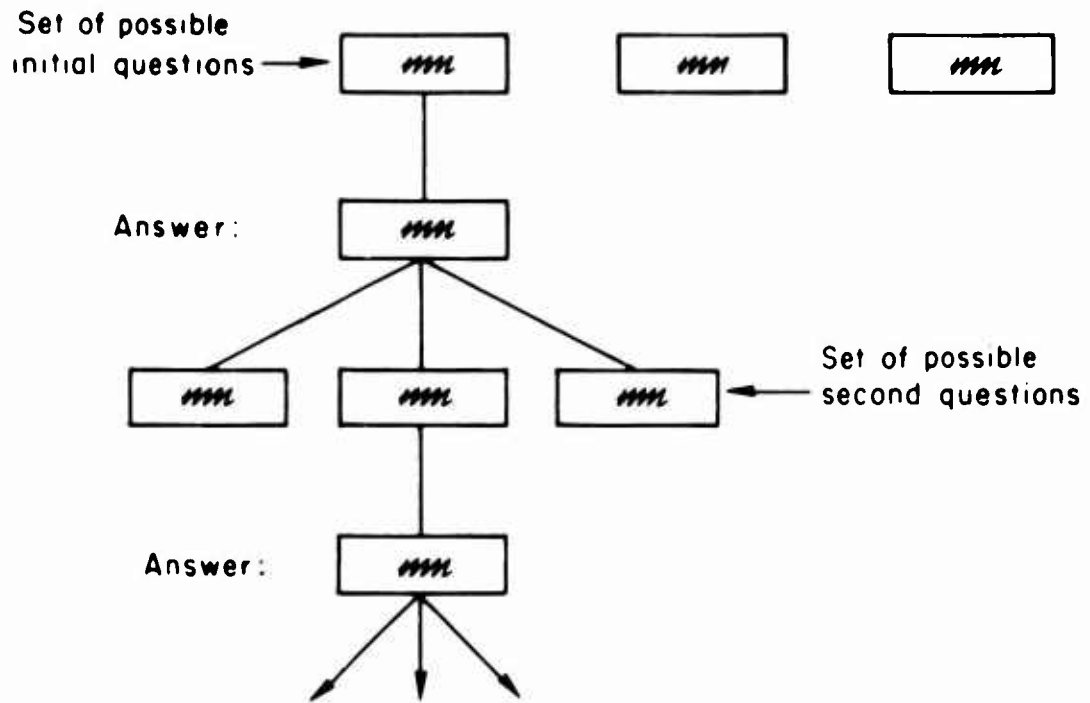 Set of possible
initial questions
Answer:
Set of possible
second questions
Answer: